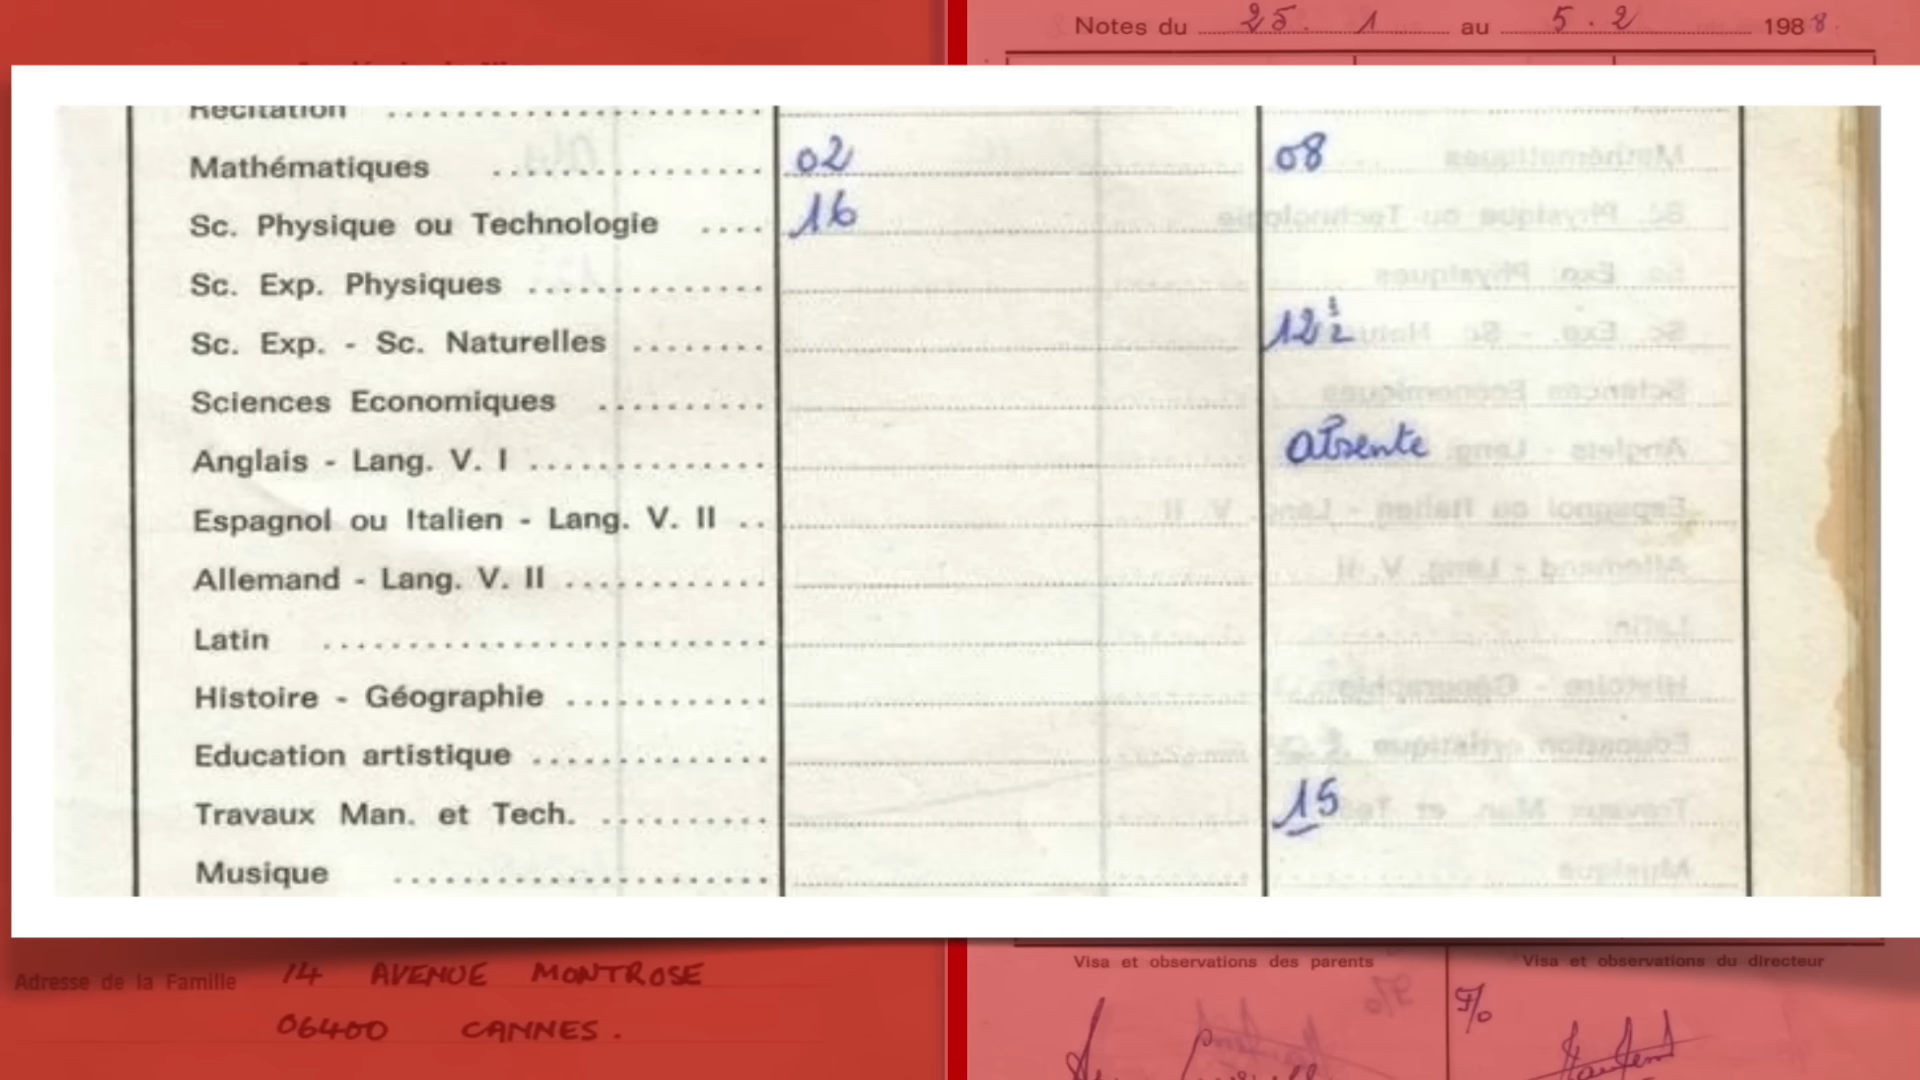 Notes du 25. 1 au 5. 2 1988.
Récitation ....................
Mathématiques .............. 02 08
Sc. Physique ou Technologie .... 16
Sc. Exp. Physiques .............
Sc. Exp. - Sc. Naturelles ........ 12 1/2
Sciences Economiques ..........
Anglais - Lang. V. I ............. absente
Espagnol ou Italien - Lang. V. II ..
Allemand - Lang. V. II ...........
Latin ......................
Histoire - Géographie ...........
Education artistique .............
Travaux Man. et Tech. .......... 15
Musique ....................
Adresse de la Famille 14 AVENUE MONTROSE
06400 CANNES.
Visa et observations des parents
Visa et observations du directeur